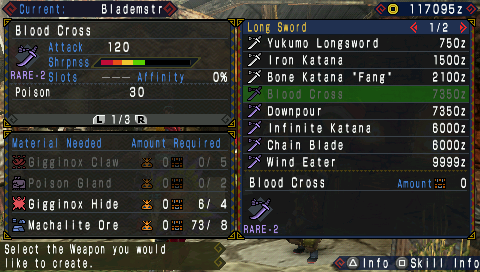 Current: Blademstr
117095z
Blood Cross
Attack 120
Shrpnss
RARE-2 Slots --- Affinity 0%
Poison 30
L 1/3 R
Material Needed Amount Required
Gigginox Claw 0 0/ 5
Poison Gland 0 0/ 2
Gigginox Hide 0 6/ 4
Machalite Ore 0 73/ 8
Select the Weapon you would
like to create.
Long Sword 1/2
Yukumo Longsword 750z
Iron Katana 1500z
Bone Katana "Fang" 2100z
Blood Cross 7350z
Downpour 7350z
Infinite Katana 6000z
Chain Blade 6000z
Wind Eater 9999z
Blood Cross Amount 0
RARE-2
Info Skill Info